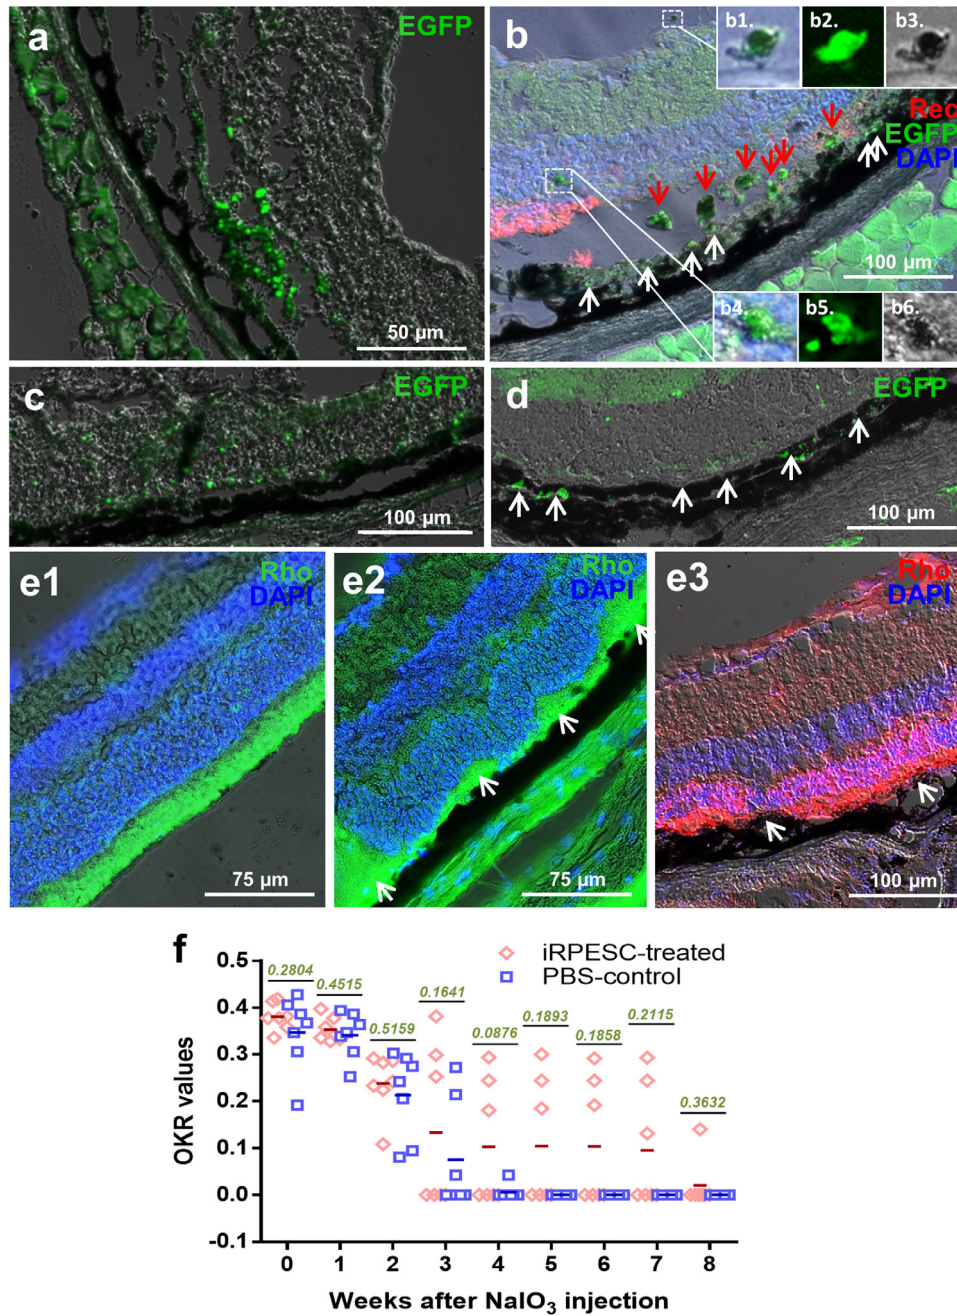 a
EGFP
50 µm
b
b1.
b2.
b3.
Rec
EGFP
DAPI
100 µm
b4.
b5.
b6.
c
EGFP
100 µm
d
EGFP
100 µm
e1
Rho
DAPI
75 µm
e2
Rho
DAPI
75 µm
e3
Rho
DAPI
100 µm
f
iRPESC-treated
PBS-control
0.2804
0.4515
0.5159
0.1641
0.0876
0.1893
0.1858
0.2115
0.3632
OKR values
0.5
0.4
0.3
0.2
0.1
0.0
-0.1
0 1 2 3 4 5 6 7 8
Weeks after NaIO₃ injection